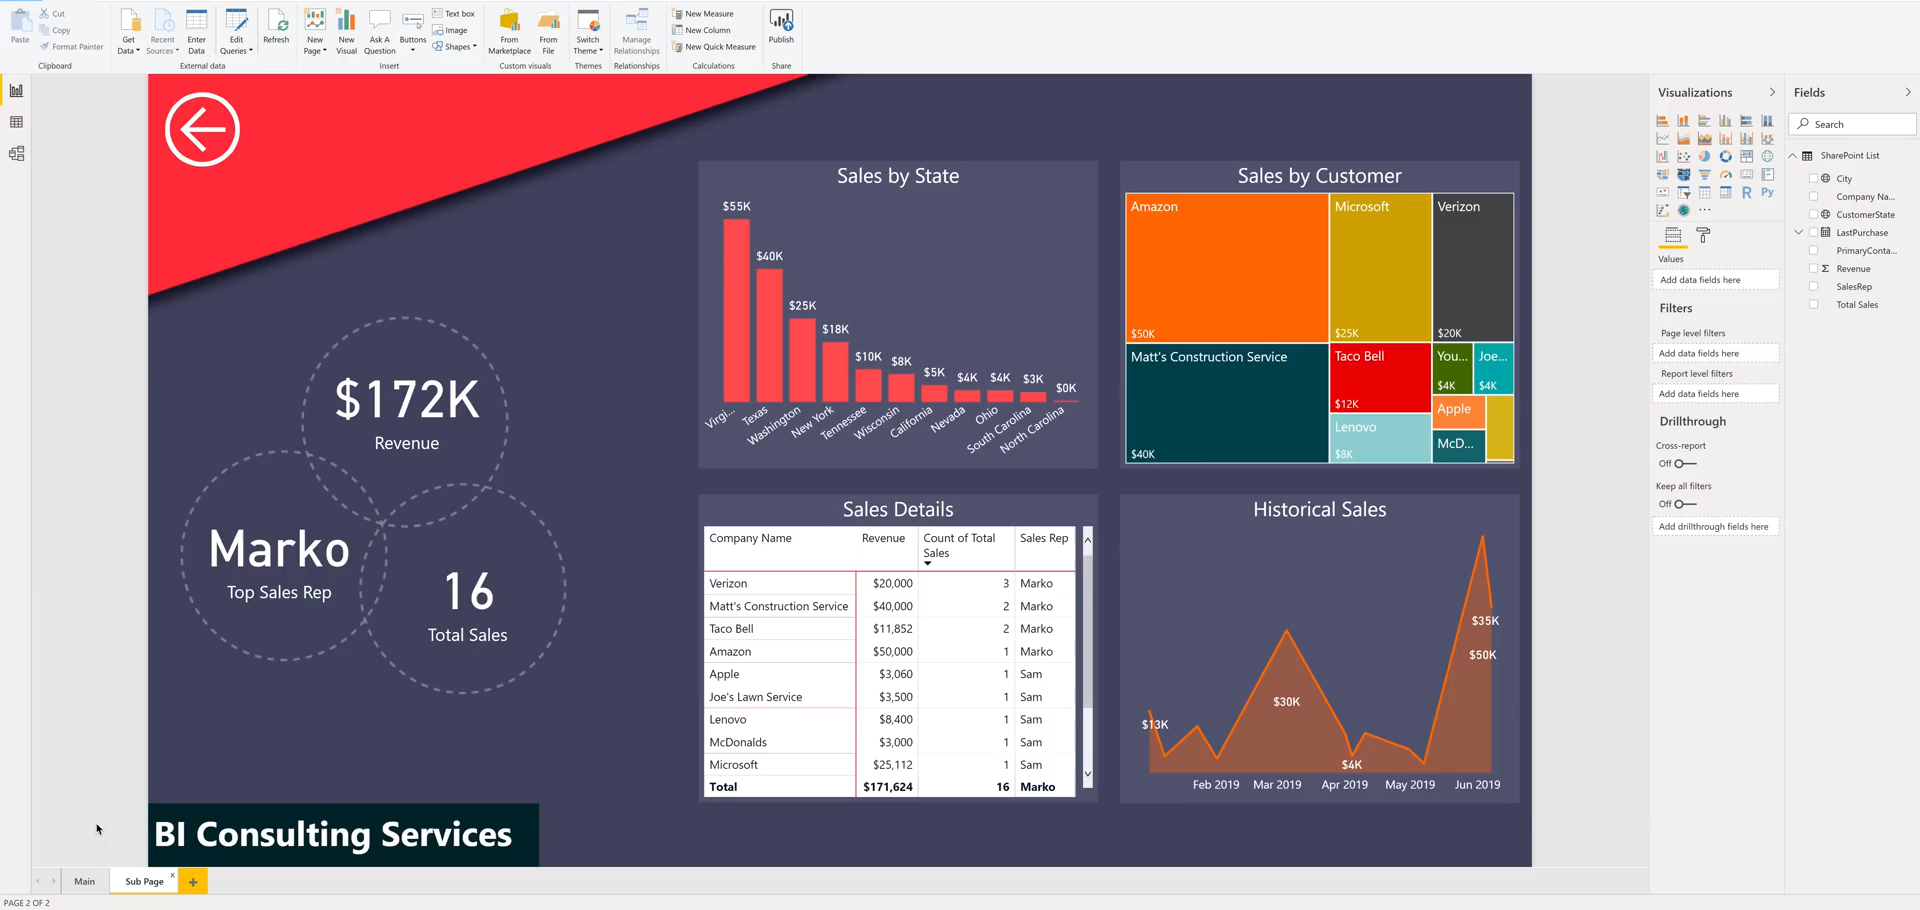 Paste
Cut
Copy
Format Painter
Clipboard
Get Data
Recent Sources
Enter Data
Edit Queries
Refresh
External data
New Page
New Visual
Ask A Question
Buttons
Text box
Image
Shapes
Insert
From Marketplace
From File
Custom visuals
Switch Theme
Themes
Manage Relationships
Relationships
New Measure
New Column
New Quick Measure
Calculations
Publish
Share
$172K
Revenue
Marko
Top Sales Rep
16
Total Sales
BI Consulting Services
Sales by State
$55K
$40K
$25K
$18K
$10K
$8K
$5K
$4K
$4K
$3K
$0K
Virgi...
Texas
Washington
New York
Tennessee
Wisconsin
California
Nevada
Ohio
South Carolina
North Carolina
Sales by Customer
Amazon
$50K
Microsoft
$25K
Verizon
$20K
Matt's Construction Service
$40K
Taco Bell
$12K
Lenovo
$8K
You...
$4K
Joe...
$4K
Apple
McD...
Sales Details
Company Name Revenue Count of Total Sales Sales Rep
Verizon $20,000 3 Marko
Matt's Construction Service $40,000 2 Marko
Taco Bell $11,852 2 Marko
Amazon $50,000 1 Marko
Apple $3,060 1 Sam
Joe's Lawn Service $3,500 1 Sam
Lenovo $8,400 1 Sam
McDonalds $3,000 1 Sam
Microsoft $25,112 1 Sam
Total $171,624 16 Marko
Historical Sales
$13K
$30K
$4K
$35K
$50K
Feb 2019 Mar 2019 Apr 2019 May 2019 Jun 2019
Visualizations
R
Py
...
Values
Add data fields here
Filters
Page level filters
Add data fields here
Report level filters
Add data fields here
Drillthrough
Cross-report
Off
Keep all filters
Off
Add drillthrough fields here
Fields
Search
SharePoint List
City
Company Na...
CustomerState
LastPurchase
PrimaryConta...
Σ Revenue
SalesRep
Total Sales
Main
Sub Page
x
+
PAGE 2 OF 2